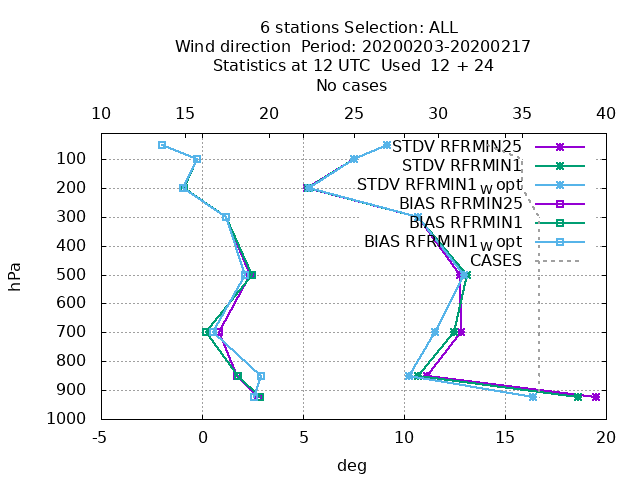 6 stations Selection: ALL
Wind direction  Period: 20200203-20200217
Statistics at 12 UTC  Used  12 + 24
No cases
10 15 20 25 30 35 40
STDV RFRMIN25
STDV RFRMIN1
STDV RFRMIN1_W opt
BIAS RFRMIN25
BIAS RFRMIN1
BIAS RFRMIN1_W opt
CASES
100
200
300
400
500
600
700
800
900
1000
hPa
-5 0 5 10 15 20
deg